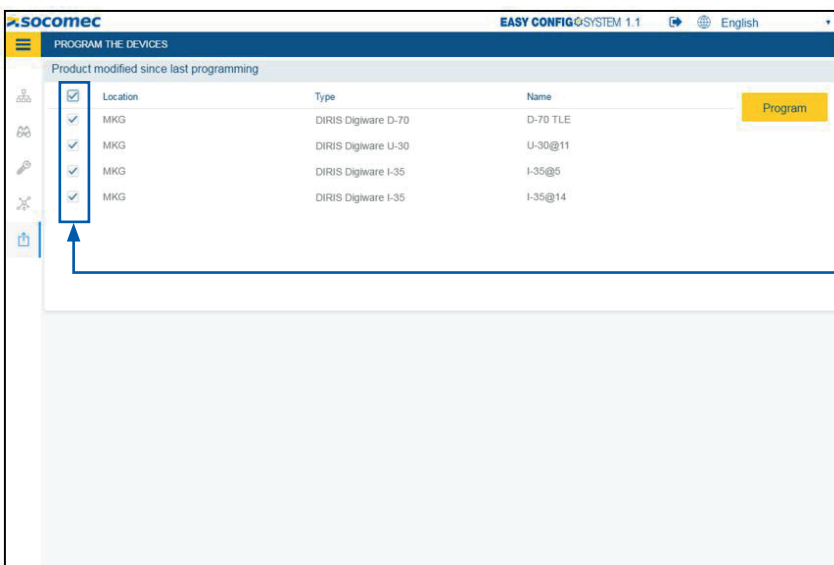 socomec
EASY CONFIG SYSTEM 1.1 English
PROGRAM THE DEVICES
Product modified since last programming
Location Type Name
Program
MKG DIRIS Digiware D-70 D-70 TLE
MKG DIRIS Digiware U-30 U-30@11
MKG DIRIS Digiware I-35 I-35@5
MKG DIRIS Digiware I-35 I-35@14